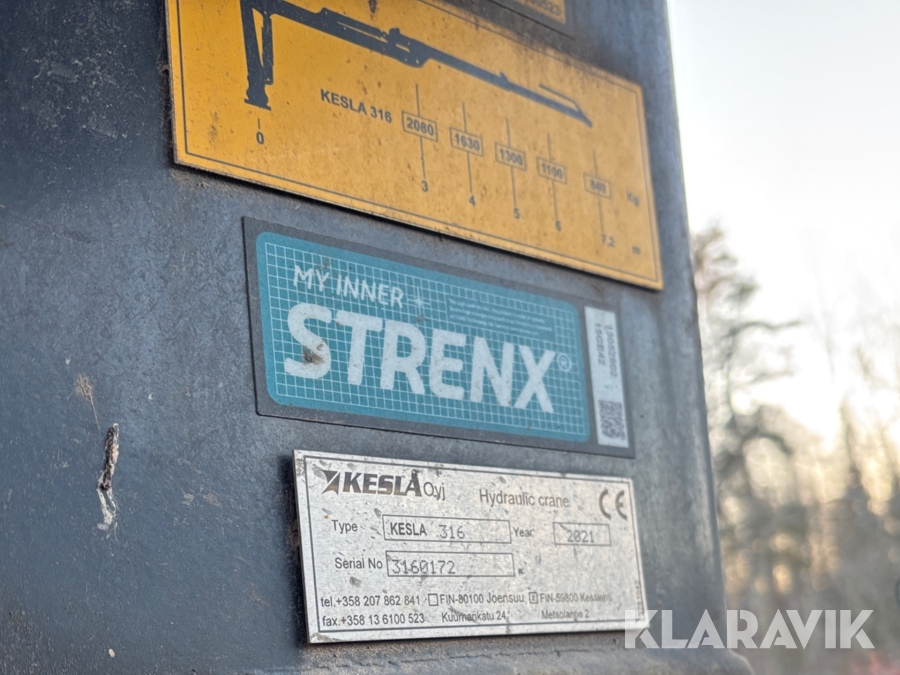 KESLA 316
2080 1630 1300 1100 840 Kg
0 3 4 5 6 7,2 m
MY INNER
STRENX®
KESLA Oyj Hydraulic crane CE
Type KESLA 316 Year 2021
Serial No 3160172
tel.+358 207 862 841 FIN-80100 Joensuu, FIN-59800 Kesälahti
fax.+358 13 6100 523 Kuurnankatu 24 Metsolantie 2
KLARAVIK